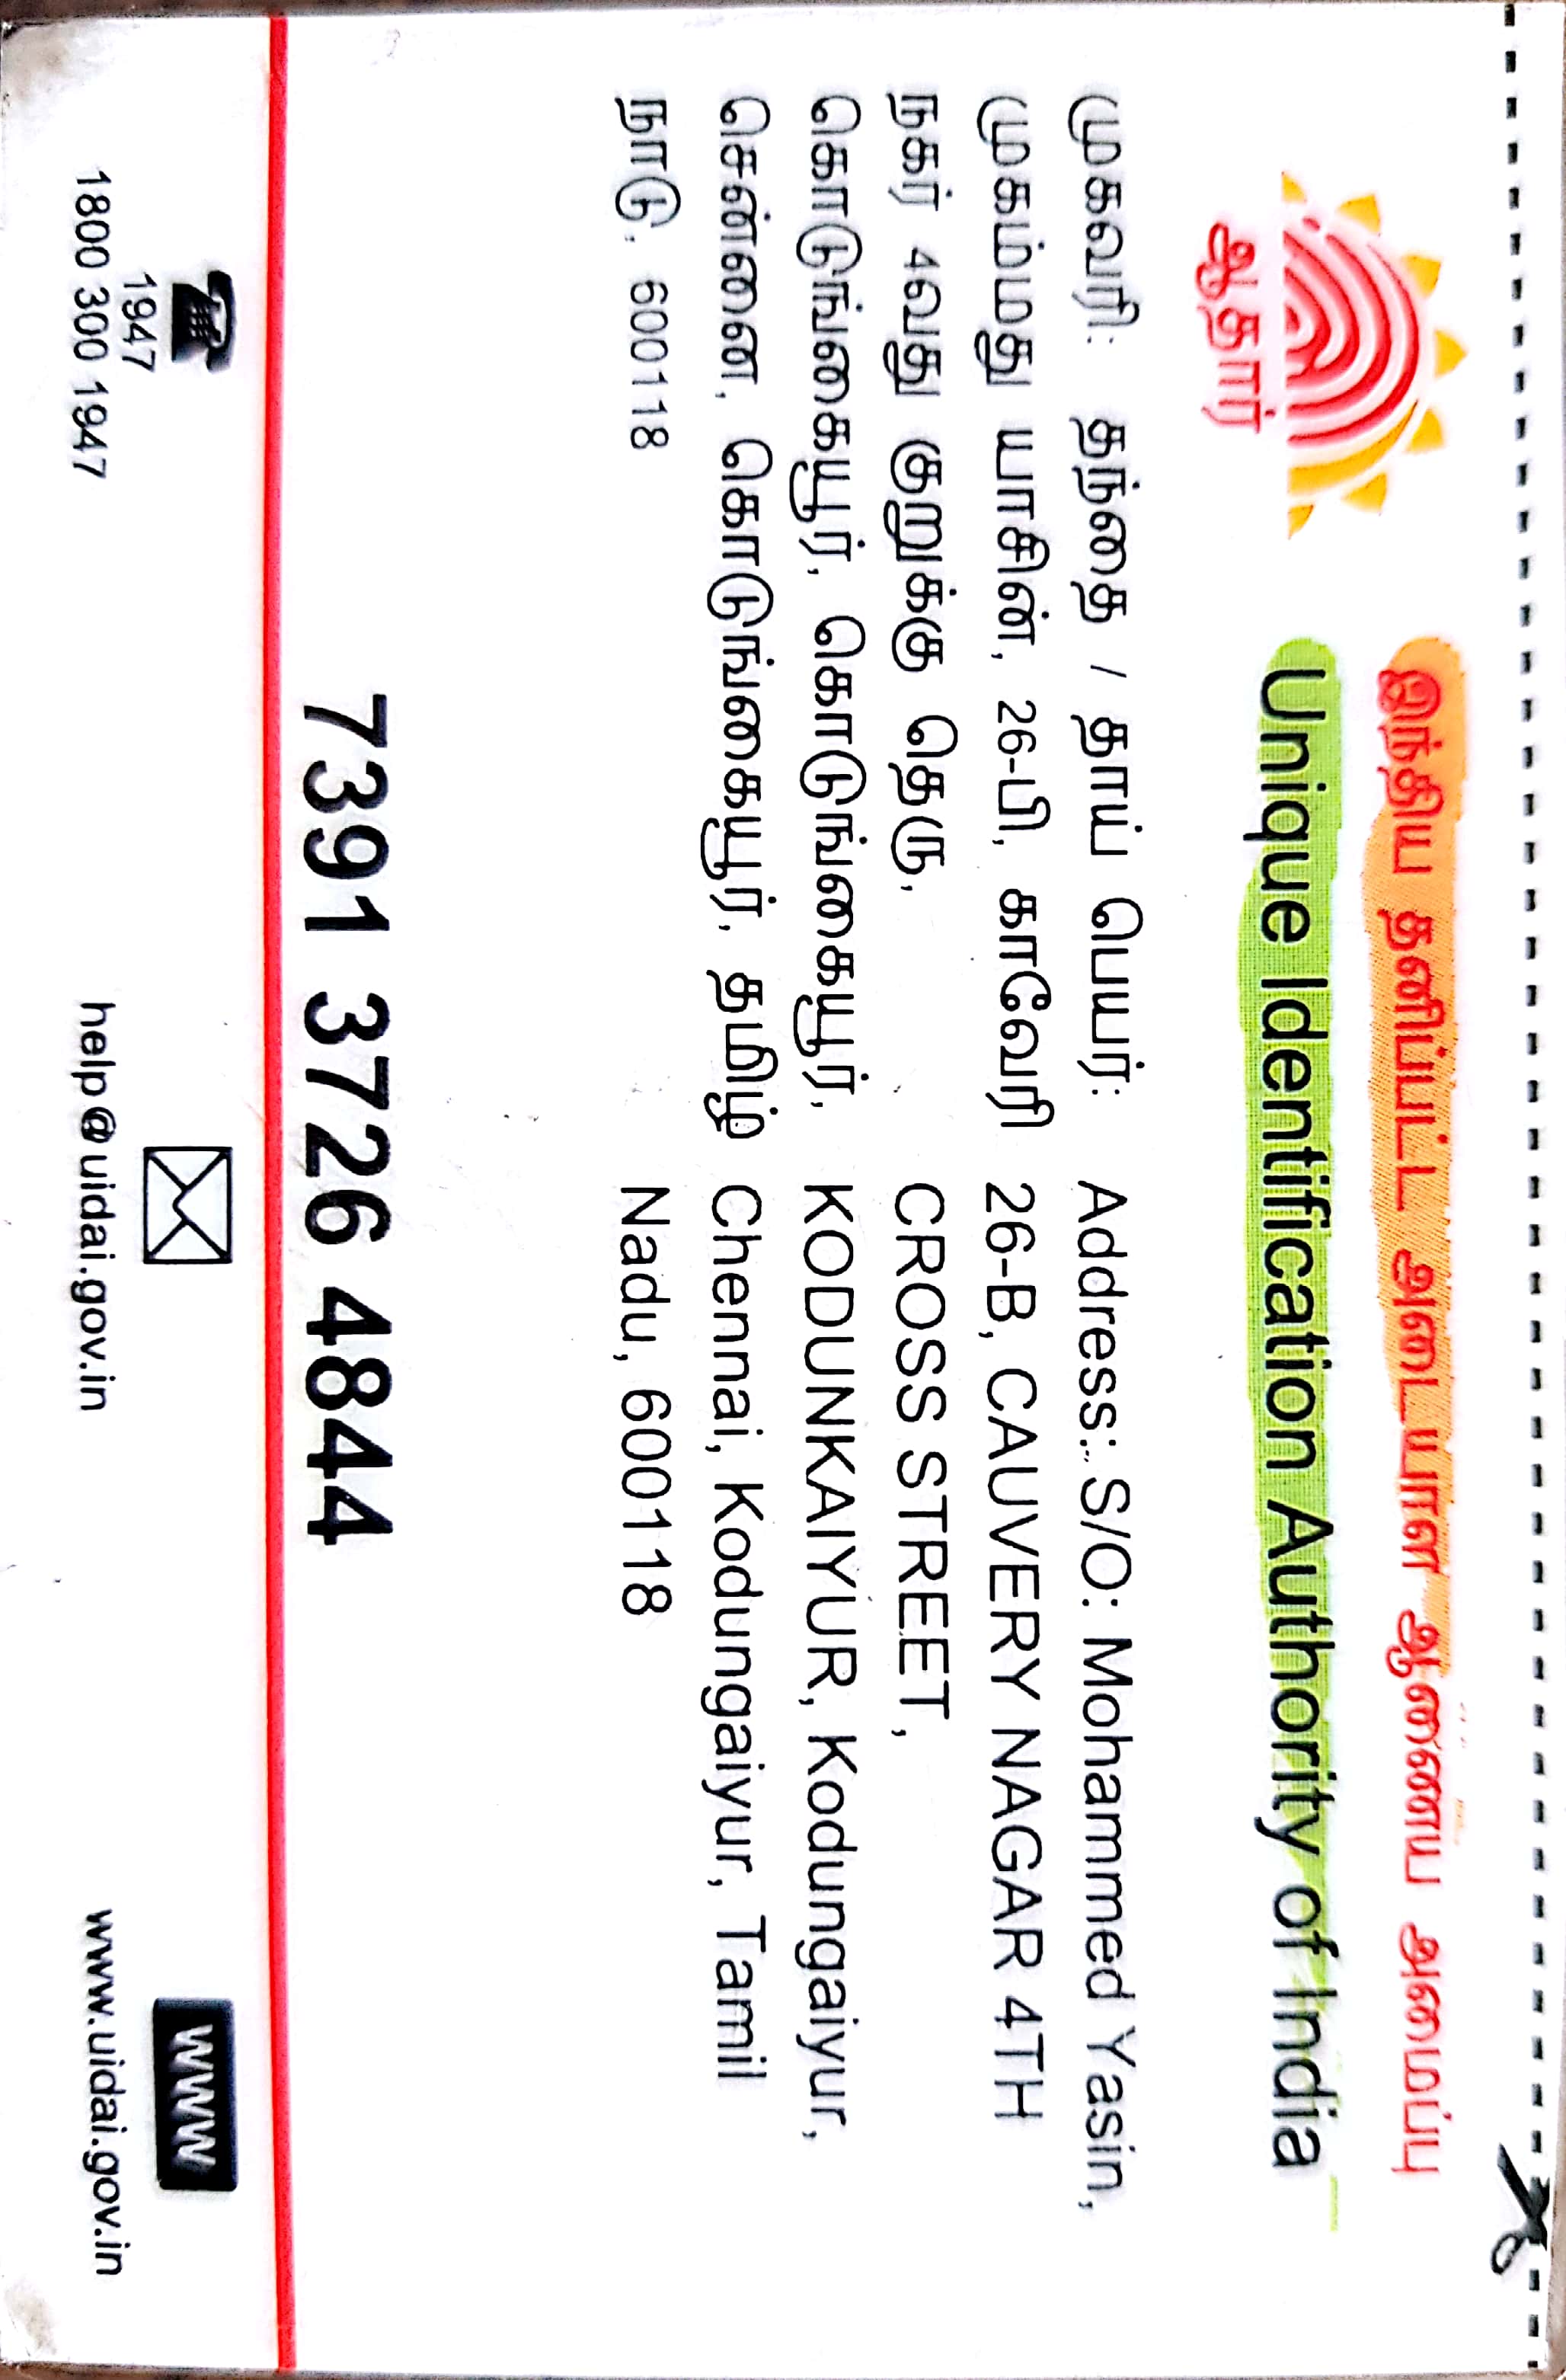 இந்திய தனிப்பட்ட அடையாள ஆணைய அமைப்பு
Unique Identification Authority of India
ஆதார்
முகவரி: தந்தை / தாய் பெயர்:
முகம்மது யாசின், 26-பி, காவேரி
நகர் 4வது குறுக்கு தெரு,
கொடுங்கையூர், கொடுங்கையூர்,
சென்னை, கொடுங்கையூர், தமிழ்
நாடு, 600118
Address: S/O: Mohammed Yasin,
26-B, CAUVERY NAGAR 4TH
CROSS STREET,
KODUNKAIYUR, Kodungaiyur,
Chennai, Kodungaiyur, Tamil
Nadu, 600118
7391 3726 4844
1947
1800 300 1947
help@uidai.gov.in
WWW
www.uidai.gov.in